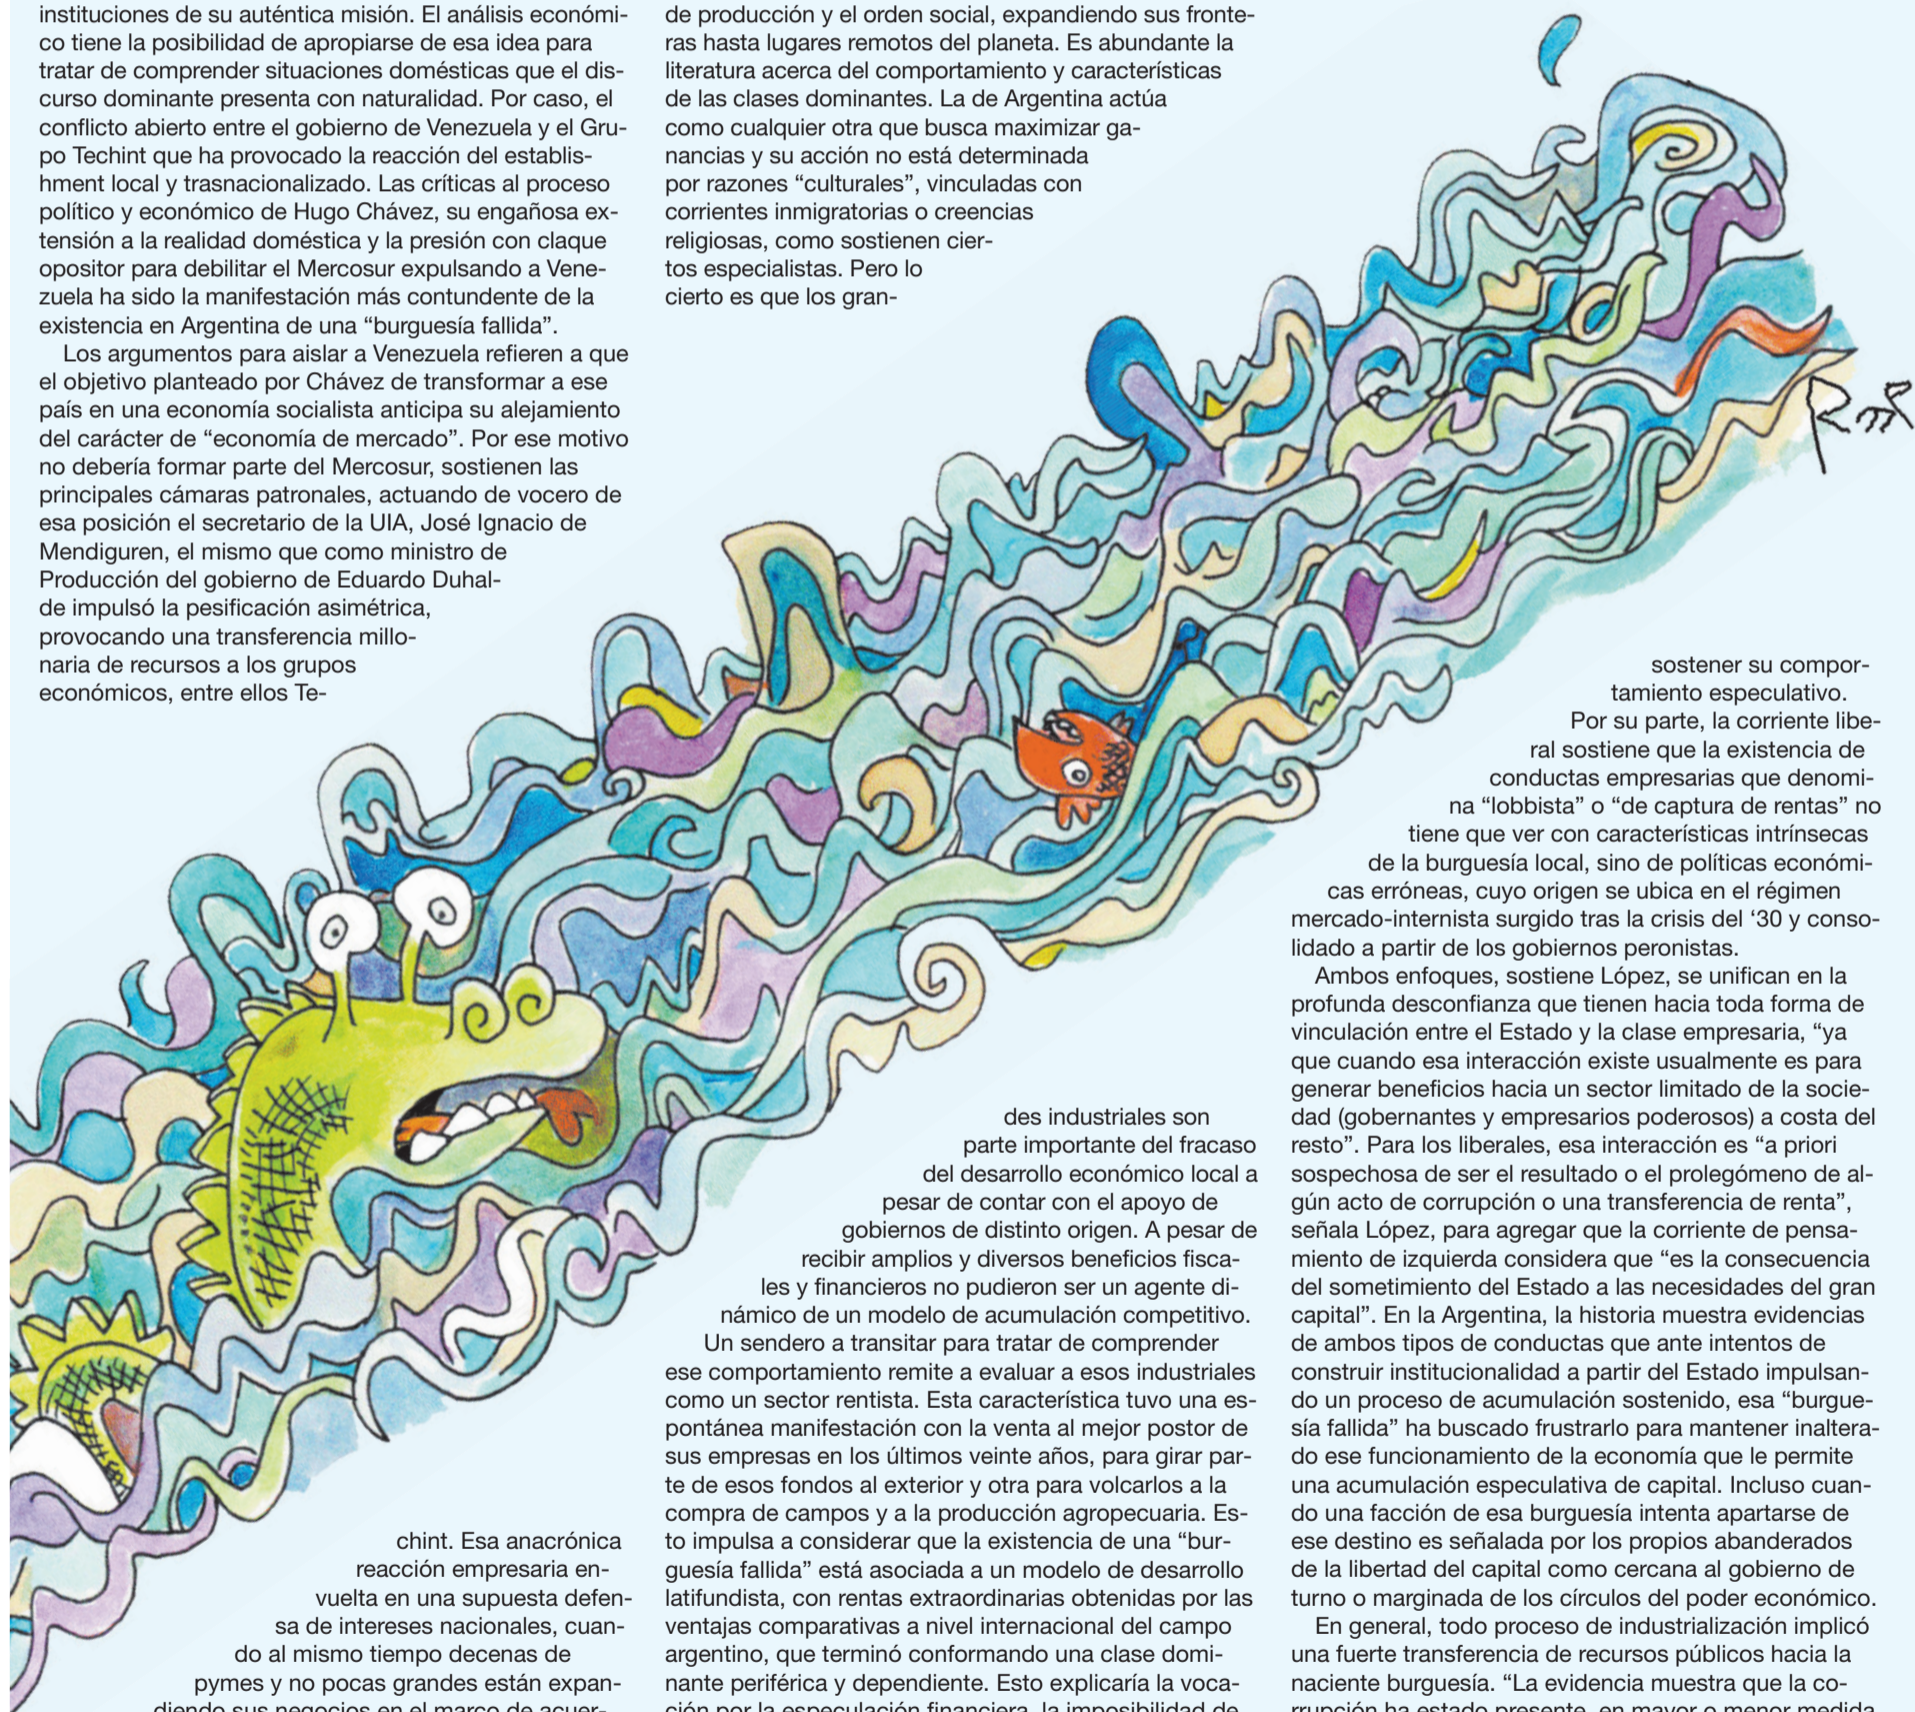 instituciones de su auténtica misión. El análisis económi-
co tiene la posibilidad de apropiarse de esa idea para
tratar de comprender situaciones domésticas que el dis-
curso dominante presenta con naturalidad. Por caso, el
conflicto abierto entre el gobierno de Venezuela y el Gru-
po Techint que ha provocado la reacción del establis-
hment local y trasnacionalizado. Las críticas al proceso
político y económico de Hugo Chávez, su engañosa ex-
tensión a la realidad doméstica y la presión con claque
opositor para debilitar el Mercosur expulsando a Vene-
zuela ha sido la manifestación más contundente de la
existencia en Argentina de una “burguesía fallida”.
Los argumentos para aislar a Venezuela refieren a que
el objetivo planteado por Chávez de transformar a ese
país en una economía socialista anticipa su alejamiento
del carácter de “economía de mercado”. Por ese motivo
no debería formar parte del Mercosur, sostienen las
principales cámaras patronales, actuando de vocero de
esa posición el secretario de la UIA, José Ignacio de
Mendiguren, el mismo que como ministro de
Producción del gobierno de Eduardo Duhal-
de impulsó la pesificación asimétrica,
provocando una transferencia millo-
naria de recursos a los grupos
económicos, entre ellos Te-
chint. Esa anacrónica
reacción empresaria en-
vuelta en una supuesta defen-
sa de intereses nacionales, cuan-
do al mismo tiempo decenas de
pymes y no pocas grandes están expan-
diendo sus negocios en el marco de acuer-
de producción y el orden social, expandiendo sus fronte-
ras hasta lugares remotos del planeta. Es abundante la
literatura acerca del comportamiento y características
de las clases dominantes. La de Argentina actúa
como cualquier otra que busca maximizar ga-
nancias y su acción no está determinada
por razones “culturales”, vinculadas con
corrientes inmigratorias o creencias
religiosas, como sostienen cier-
tos especialistas. Pero lo
cierto es que los gran-
des industriales son
parte importante del fracaso
del desarrollo económico local a
pesar de contar con el apoyo de
gobiernos de distinto origen. A pesar de
recibir amplios y diversos beneficios fisca-
les y financieros no pudieron ser un agente di-
námico de un modelo de acumulación competitivo.
Un sendero a transitar para tratar de comprender
ese comportamiento remite a evaluar a esos industriales
como un sector rentista. Esta característica tuvo una es-
pontánea manifestación con la venta al mejor postor de
sus empresas en los últimos veinte años, para girar par-
te de esos fondos al exterior y otra para volcarlos a la
compra de campos y a la producción agropecuaria. Es-
to impulsa a considerar que la existencia de una “bur-
guesía fallida” está asociada a un modelo de desarrollo
latifundista, con rentas extraordinarias obtenidas por las
ventajas comparativas a nivel internacional del campo
argentino, que terminó conformando una clase domi-
nante periférica y dependiente. Esto explicaría la voca-
ción por la especulación financiera, la imposibilidad de
sostener su compor-
tamiento especulativo.
Por su parte, la corriente libe-
ral sostiene que la existencia de
conductas empresarias que denomi-
na “lobbista” o “de captura de rentas” no
tiene que ver con características intrínsecas
de la burguesía local, sino de políticas económi-
cas erróneas, cuyo origen se ubica en el régimen
mercado-internista surgido tras la crisis del ‘30 y conso-
lidado a partir de los gobiernos peronistas.
Ambos enfoques, sostiene López, se unifican en la
profunda desconfianza que tienen hacia toda forma de
vinculación entre el Estado y la clase empresaria, “ya
que cuando esa interacción existe usualmente es para
generar beneficios hacia un sector limitado de la socie-
dad (gobernantes y empresarios poderosos) a costa del
resto”. Para los liberales, esa interacción es “a priori
sospechosa de ser el resultado o el prolegómeno de al-
gún acto de corrupción o una transferencia de renta”,
señala López, para agregar que la corriente de pensa-
miento de izquierda considera que “es la consecuencia
del sometimiento del Estado a las necesidades del gran
capital”. En la Argentina, la historia muestra evidencias
de ambos tipos de conductas que ante intentos de
construir institucionalidad a partir del Estado impulsan-
do un proceso de acumulación sostenido, esa “burgue-
sía fallida” ha buscado frustrarlo para mantener inaltera-
do ese funcionamiento de la economía que le permite
una acumulación especulativa de capital. Incluso cuan-
do una facción de esa burguesía intenta apartarse de
ese destino es señalada por los propios abanderados
de la libertad del capital como cercana al gobierno de
turno o marginada de los círculos del poder económico.
En general, todo proceso de industrialización implicó
una fuerte transferencia de recursos públicos hacia la
naciente burguesía. “La evidencia muestra que la co-
rrupción ha estado presente, en mayor o menor medida